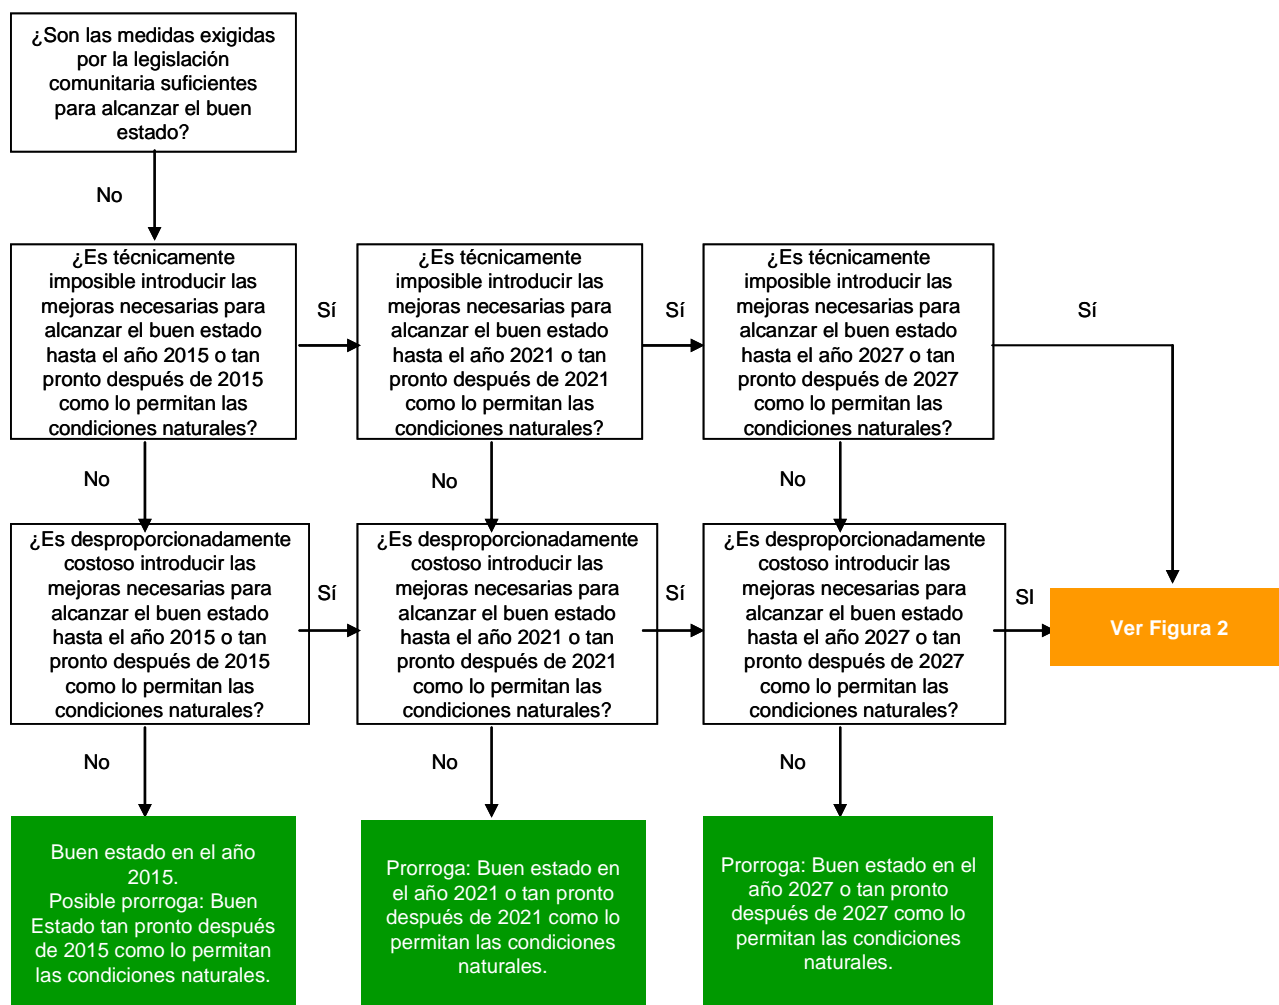 ¿Son las medidas exigidas
por la legislación
comunitaria suficientes
para alcanzar el buen
estado?
No
¿Es técnicamente
imposible introducir las
mejoras necesarias para
alcanzar el buen estado
hasta el año 2015 o tan
pronto después de 2015
como lo permitan las
condiciones naturales?
Sí
¿Es técnicamente
imposible introducir las
mejoras necesarias para
alcanzar el buen estado
hasta el año 2021 o tan
pronto después de 2021
como lo permitan las
condiciones naturales?
Sí
¿Es técnicamente
imposible introducir las
mejoras necesarias para
alcanzar el buen estado
hasta el año 2027 o tan
pronto después de 2027
como lo permitan las
condiciones naturales?
Sí
No
No
No
¿Es desproporcionadamente
costoso introducir las
mejoras necesarias para
alcanzar el buen estado
hasta el año 2015 o tan
pronto después de 2015
como lo permitan las
condiciones naturales?
Sí
¿Es desproporcionadamente
costoso introducir las
mejoras necesarias para
alcanzar el buen estado
hasta el año 2021 o tan
pronto después de 2021
como lo permitan las
condiciones naturales?
Sí
¿Es desproporcionadamente
costoso introducir las
mejoras necesarias para
alcanzar el buen estado
hasta el año 2027 o tan
pronto después de 2027
como lo permitan las
condiciones naturales?
SI
Ver Figura 2
No
No
No
Buen estado en el año
2015.
Posible prorroga: Buen
Estado tan pronto después
de 2015 como lo permitan
las condiciones naturales.
Prorroga: Buen estado en
el año 2021 o tan pronto
después de 2021 como lo
permitan las condiciones
naturales.
Prorroga: Buen estado en el
año 2027 o tan pronto
después de 2027 como lo
permitan las condiciones
naturales.